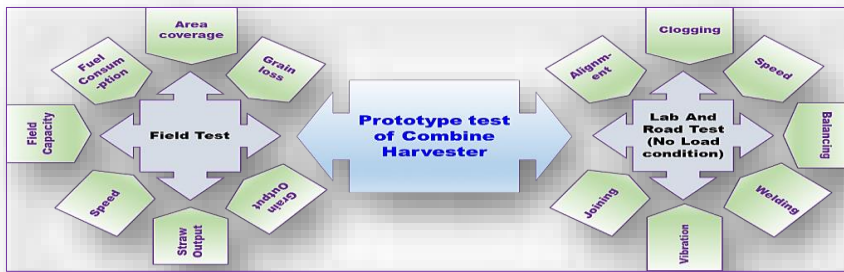 Area
coverage
Grain
loss
Fuel
Consum
-ption
Field
Capacity
Field Test
Speed
Straw
Output
Grain
Output
Prototype test
of Combine
Harvester
Clogging
Speed
Alignm-
ent
Balancing
Lab And
Road Test
(No Load
condition)
Joining
Vibration
Welding